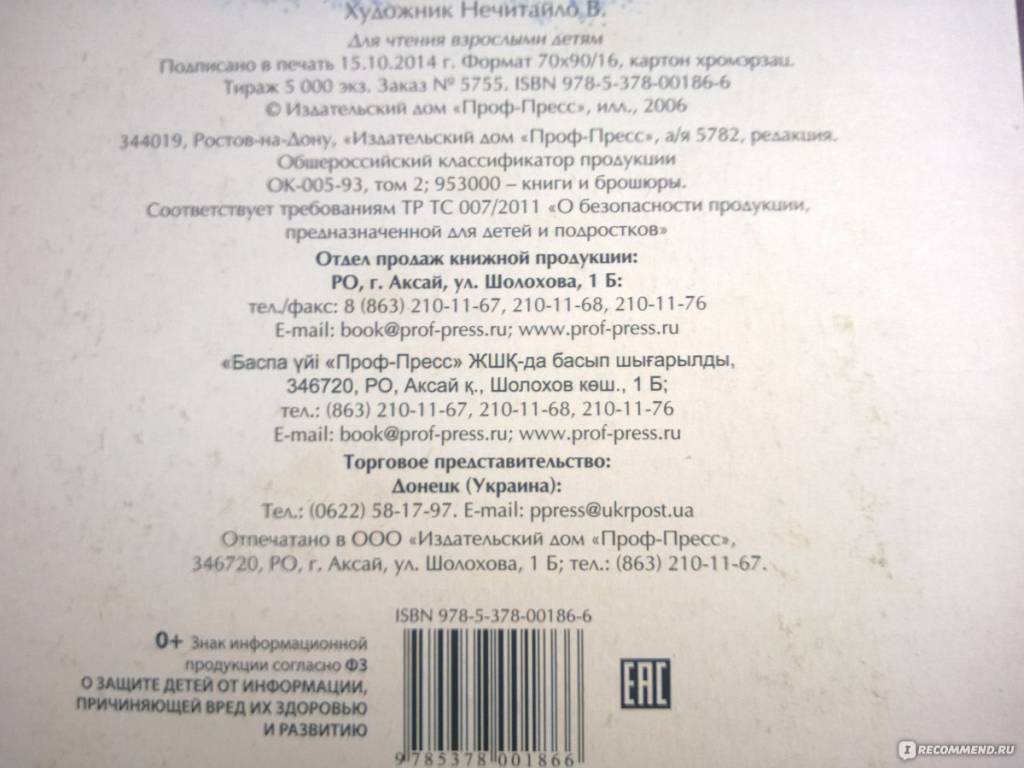 Художник Нечитайло В.
Для чтения взрослыми детям
Подписано в печать 15.10.2014 г. Формат 70х90/16, картон хромэрзац.
Тираж 5 000 экз. Заказ № 5755. ISBN 978-5-378-00186-6
© Издательский дом «Проф-Пресс», илл., 2006
344019, Ростов-на-Дону, «Издательский дом «Проф-Пресс», а/я 5782, редакция.
Общероссийский классификатор продукции
ОК-005-93, том 2; 953000 – книги и брошюры.
Соответствует требованиям ТР ТС 007/2011 «О безопасности продукции,
предназначенной для детей и подростков»
Отдел продаж книжной продукции:
РО, г. Аксай, ул. Шолохова, 1 Б:
тел./факс: 8 (863) 210-11-67, 210-11-68, 210-11-76
E-mail: book@prof-press.ru; www.prof-press.ru
«Баспа үйі «Проф-Пресс» ЖШҚ-да басып шығарылды,
346720, РО, Аксай қ., Шолохов көш., 1 Б;
тел.: (863) 210-11-67, 210-11-68, 210-11-76
E-mail: book@prof-press.ru; www.prof-press.ru
Торговое представительство:
Донецк (Украина):
Тел.: (0622) 58-17-97. E-mail: ppress@ukrpost.ua
Отпечатано в ООО «Издательский дом «Проф-Пресс»,
346720, РО, г. Аксай, ул. Шолохова, 1 Б; тел.: (863) 210-11-67.
ISBN 978-5-378-00186-6
0+ Знак информационной
продукции согласно ФЗ
О ЗАЩИТЕ ДЕТЕЙ ОТ ИНФОРМАЦИИ,
ПРИЧИНЯЮЩЕЙ ВРЕД ИХ ЗДОРОВЬЮ
И РАЗВИТИЮ
EAC
9 785378 001866
IRECOMMEND.RU